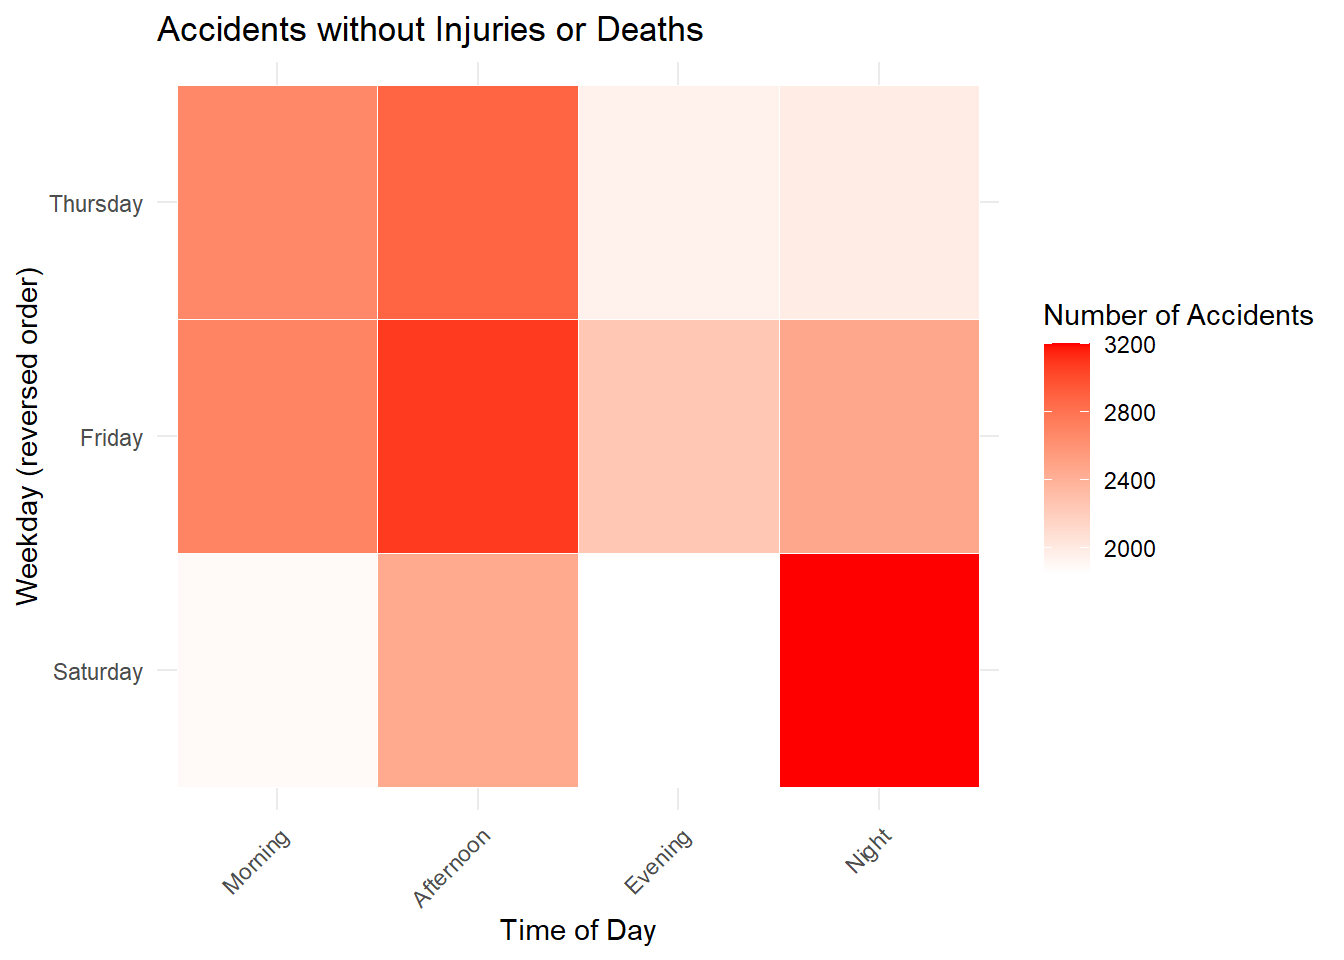 Accidents without Injuries or Deaths
Weekday (reversed order)
Thursday
Friday
Saturday
Morning
Afternoon
Evening
Night
Time of Day
Number of Accidents
3200
2800
2400
2000